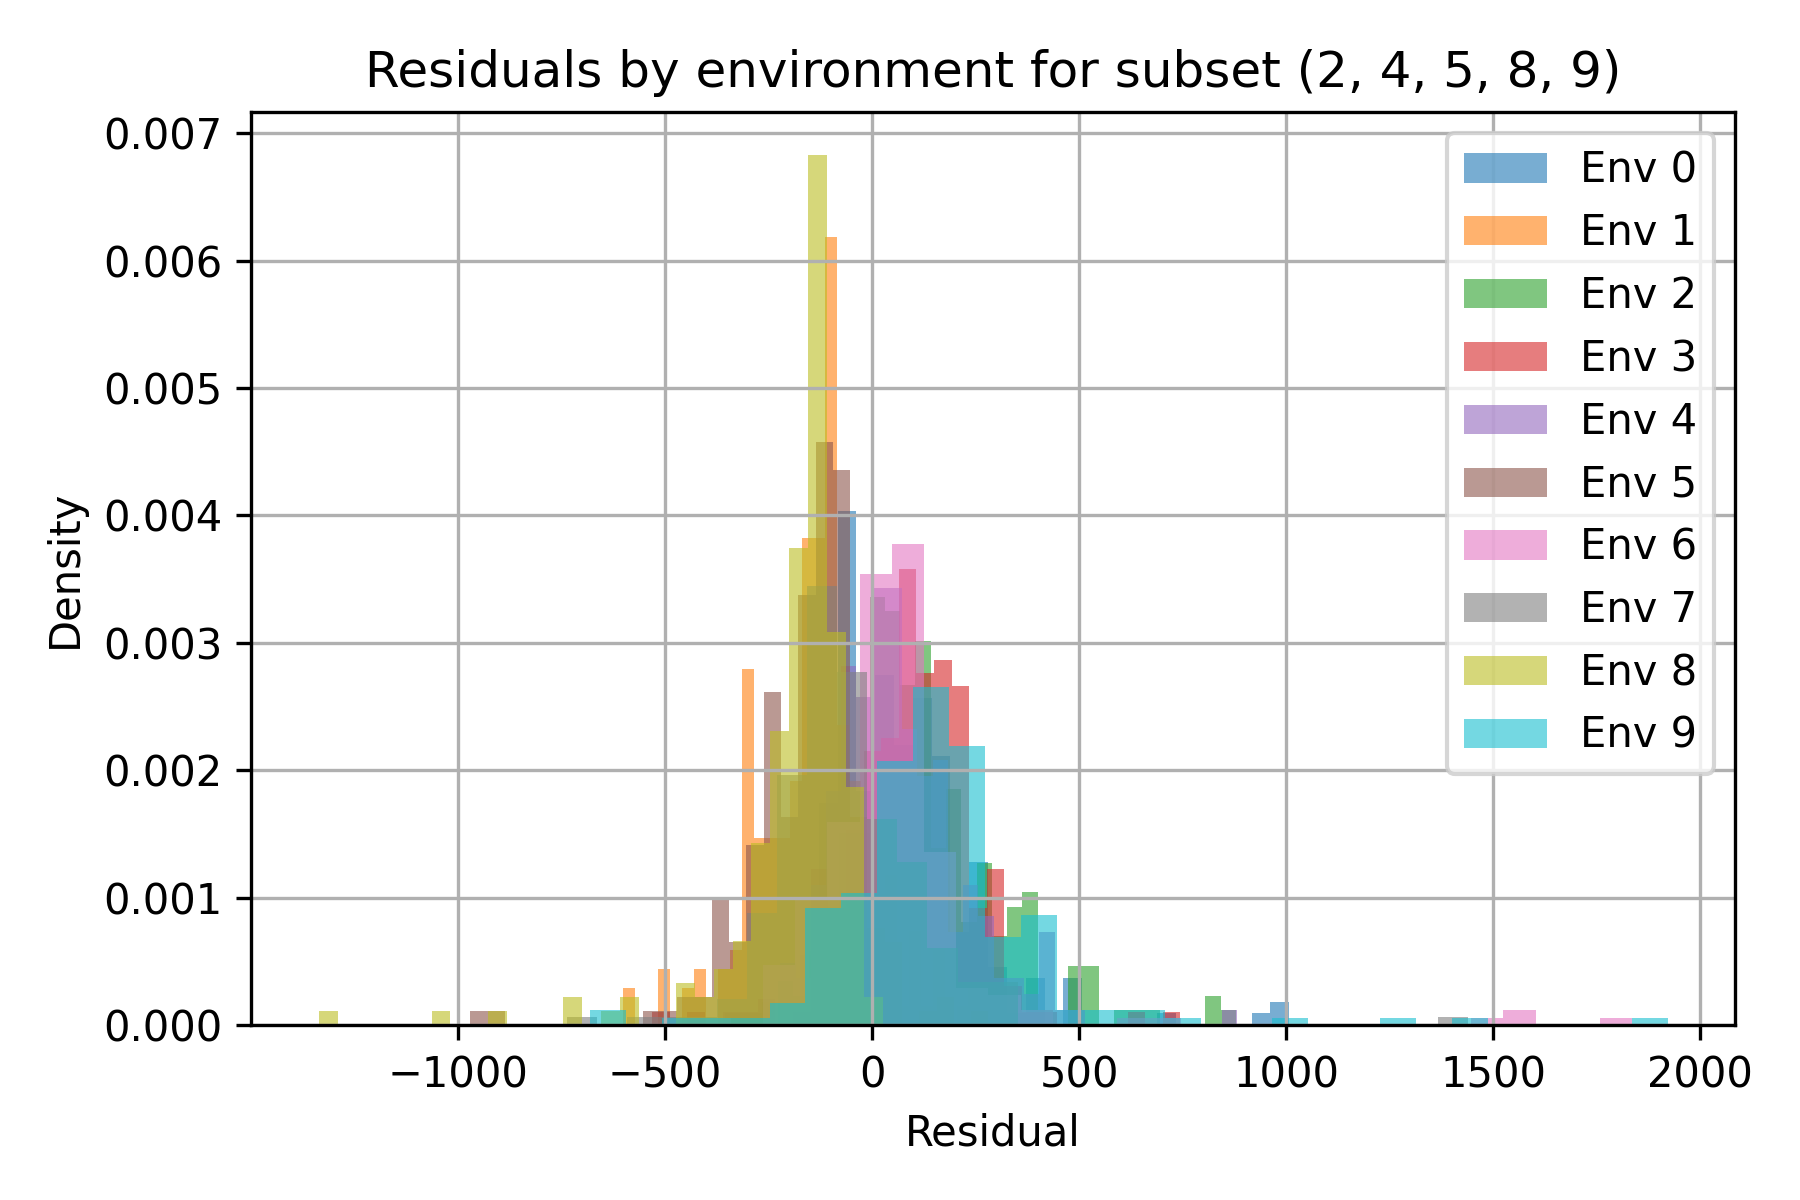 Residuals by environment for subset (2, 4, 5, 8, 9)
0.007
0.006
0.005
0.004
0.003
0.002
0.001
0.000
Density
−1000
−500
0
500
1000
1500
2000
Residual
Env 0
Env 1
Env 2
Env 3
Env 4
Env 5
Env 6
Env 7
Env 8
Env 9